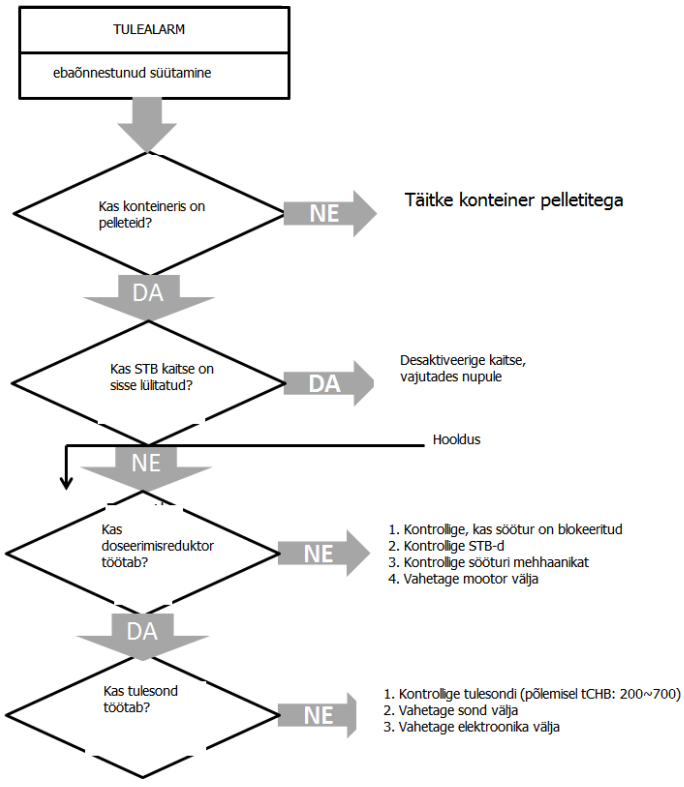 TULEALARM
ebaõnnestunud süütamine
Kas konteineris on
pelleteid?
NE
Täitke konteiner pelletitega
DA
Kas STB kaitse on
sisse lülitatud?
DA
Desaktiveerige kaitse,
vajutades nupule
Hooldus
NE
Kas
doseerimisreduktor
töötab?
NE
1. Kontrollige, kas söötur on blokeeritud
2. Kontrollige STB-d
3. Kontrollige sööturi mehhaanikat
4. Vahetage mootor välja
DA
Kas tulesond
töötab?
NE
1. Kontrollige tulesondi (põlemisel tCHB: 200~700)
2. Vahetage sond välja
3. Vahetage elektroonika välja